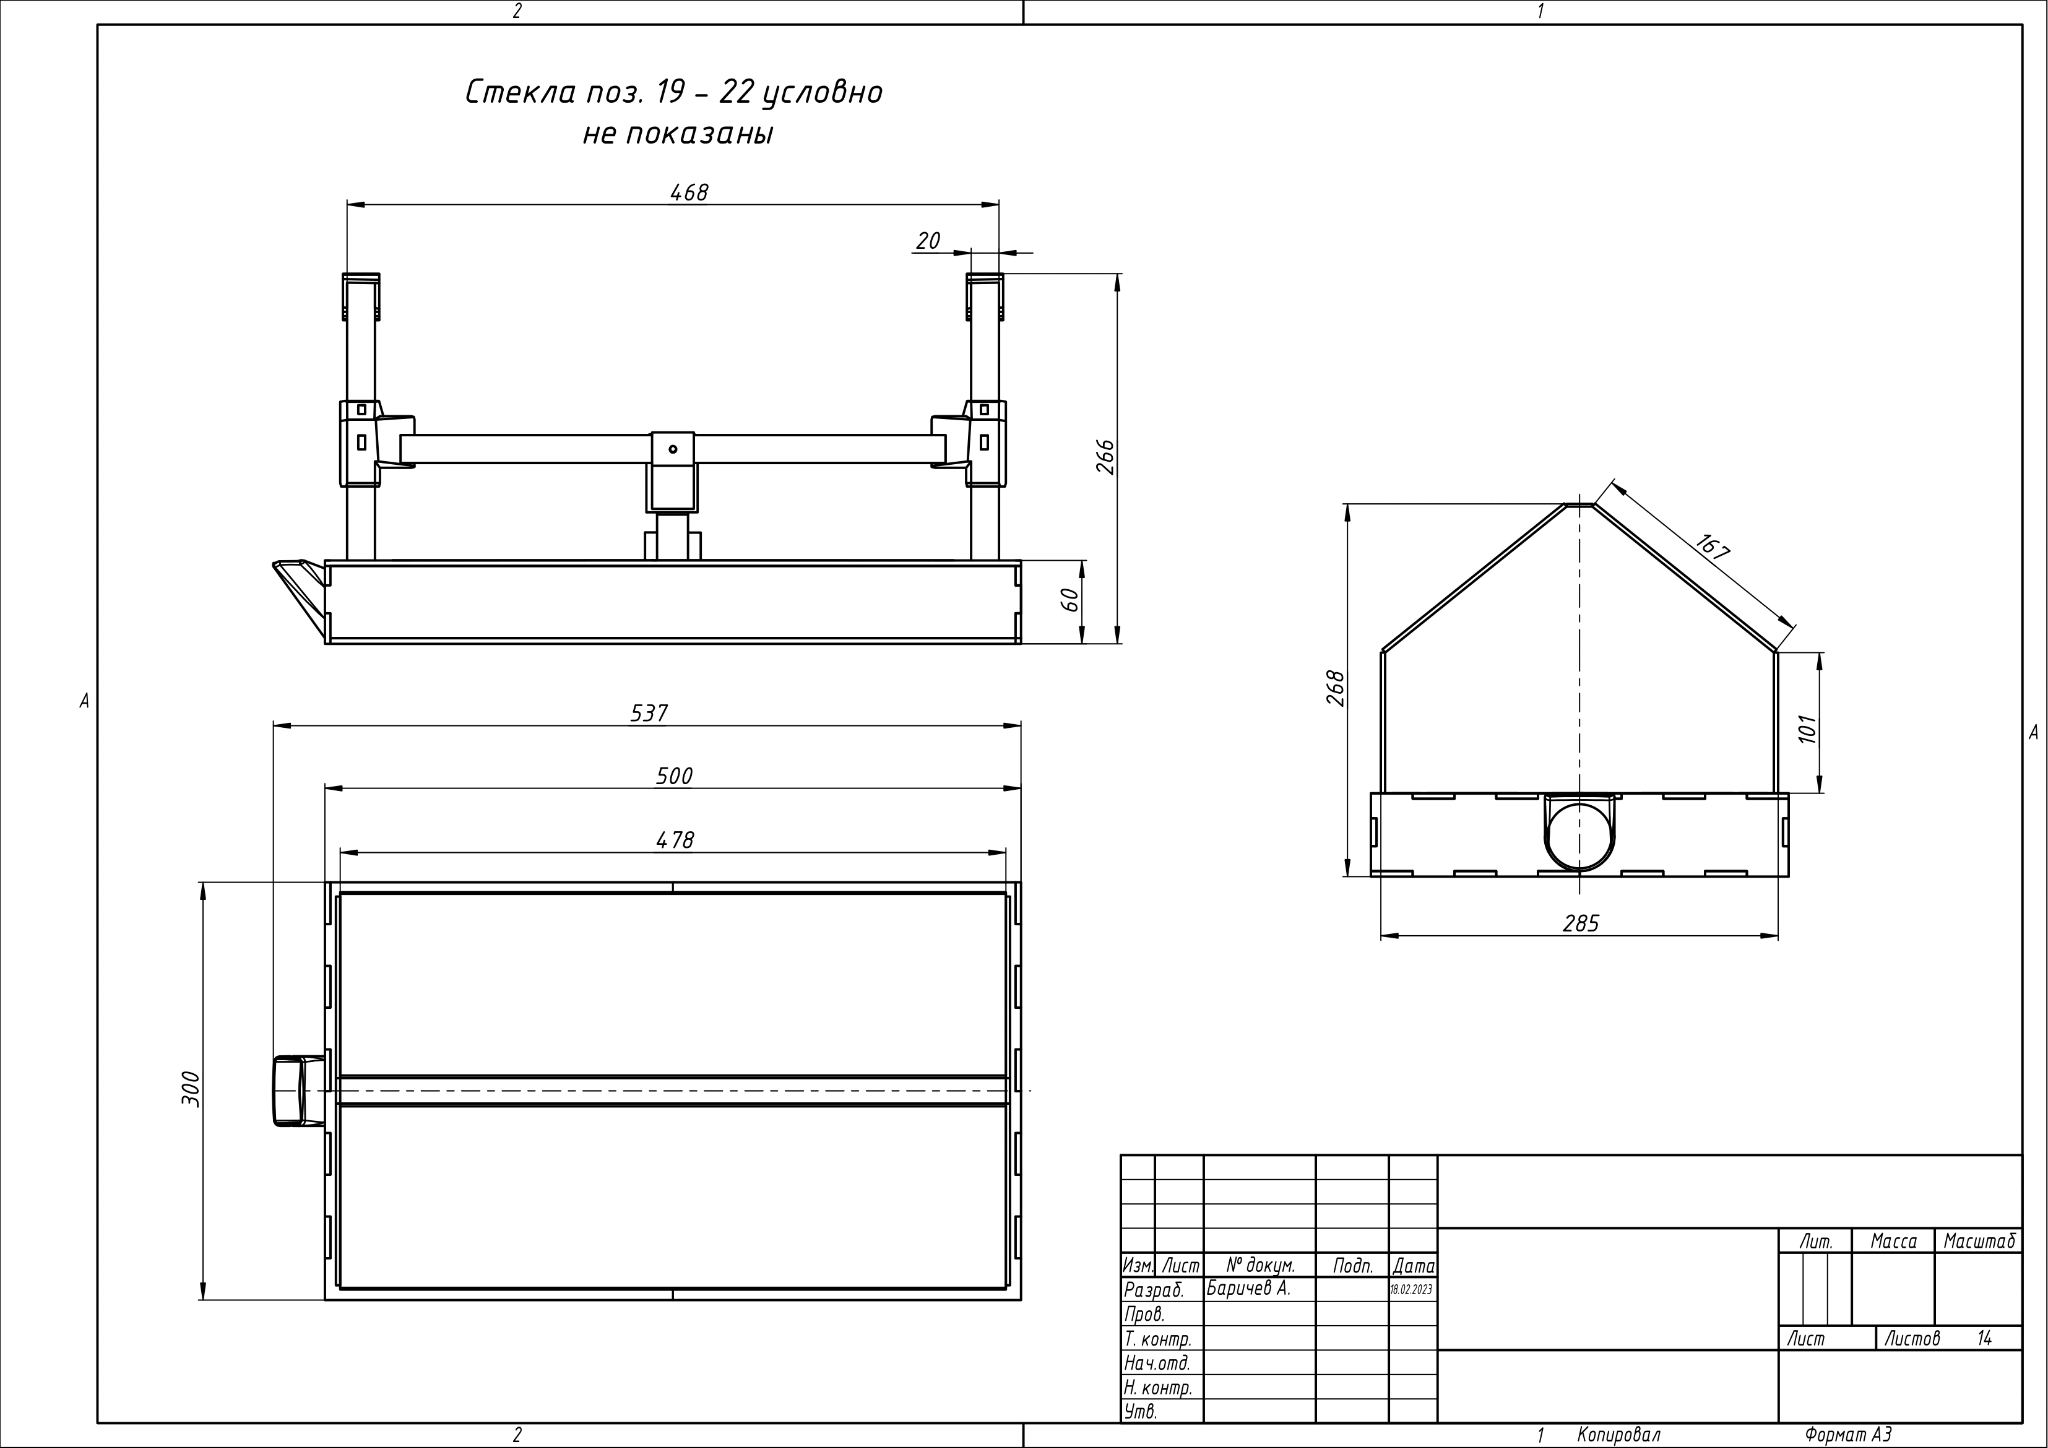 2
1
Стекла поз. 19 - 22 условно
не показаны
468
20
266
60
167
268
101
285
А
А
537
500
478
300
Лит.
Масса
Масштаб
Изм.
Лист
№ докум.
Подп.
Дата
Разраб.
Баричев А.
18.02.2023
Пров.
Т. контр.
Лист
Листов
14
Нач.отд.
Н. контр.
Утв.
2
1
Копировал
Формат А3